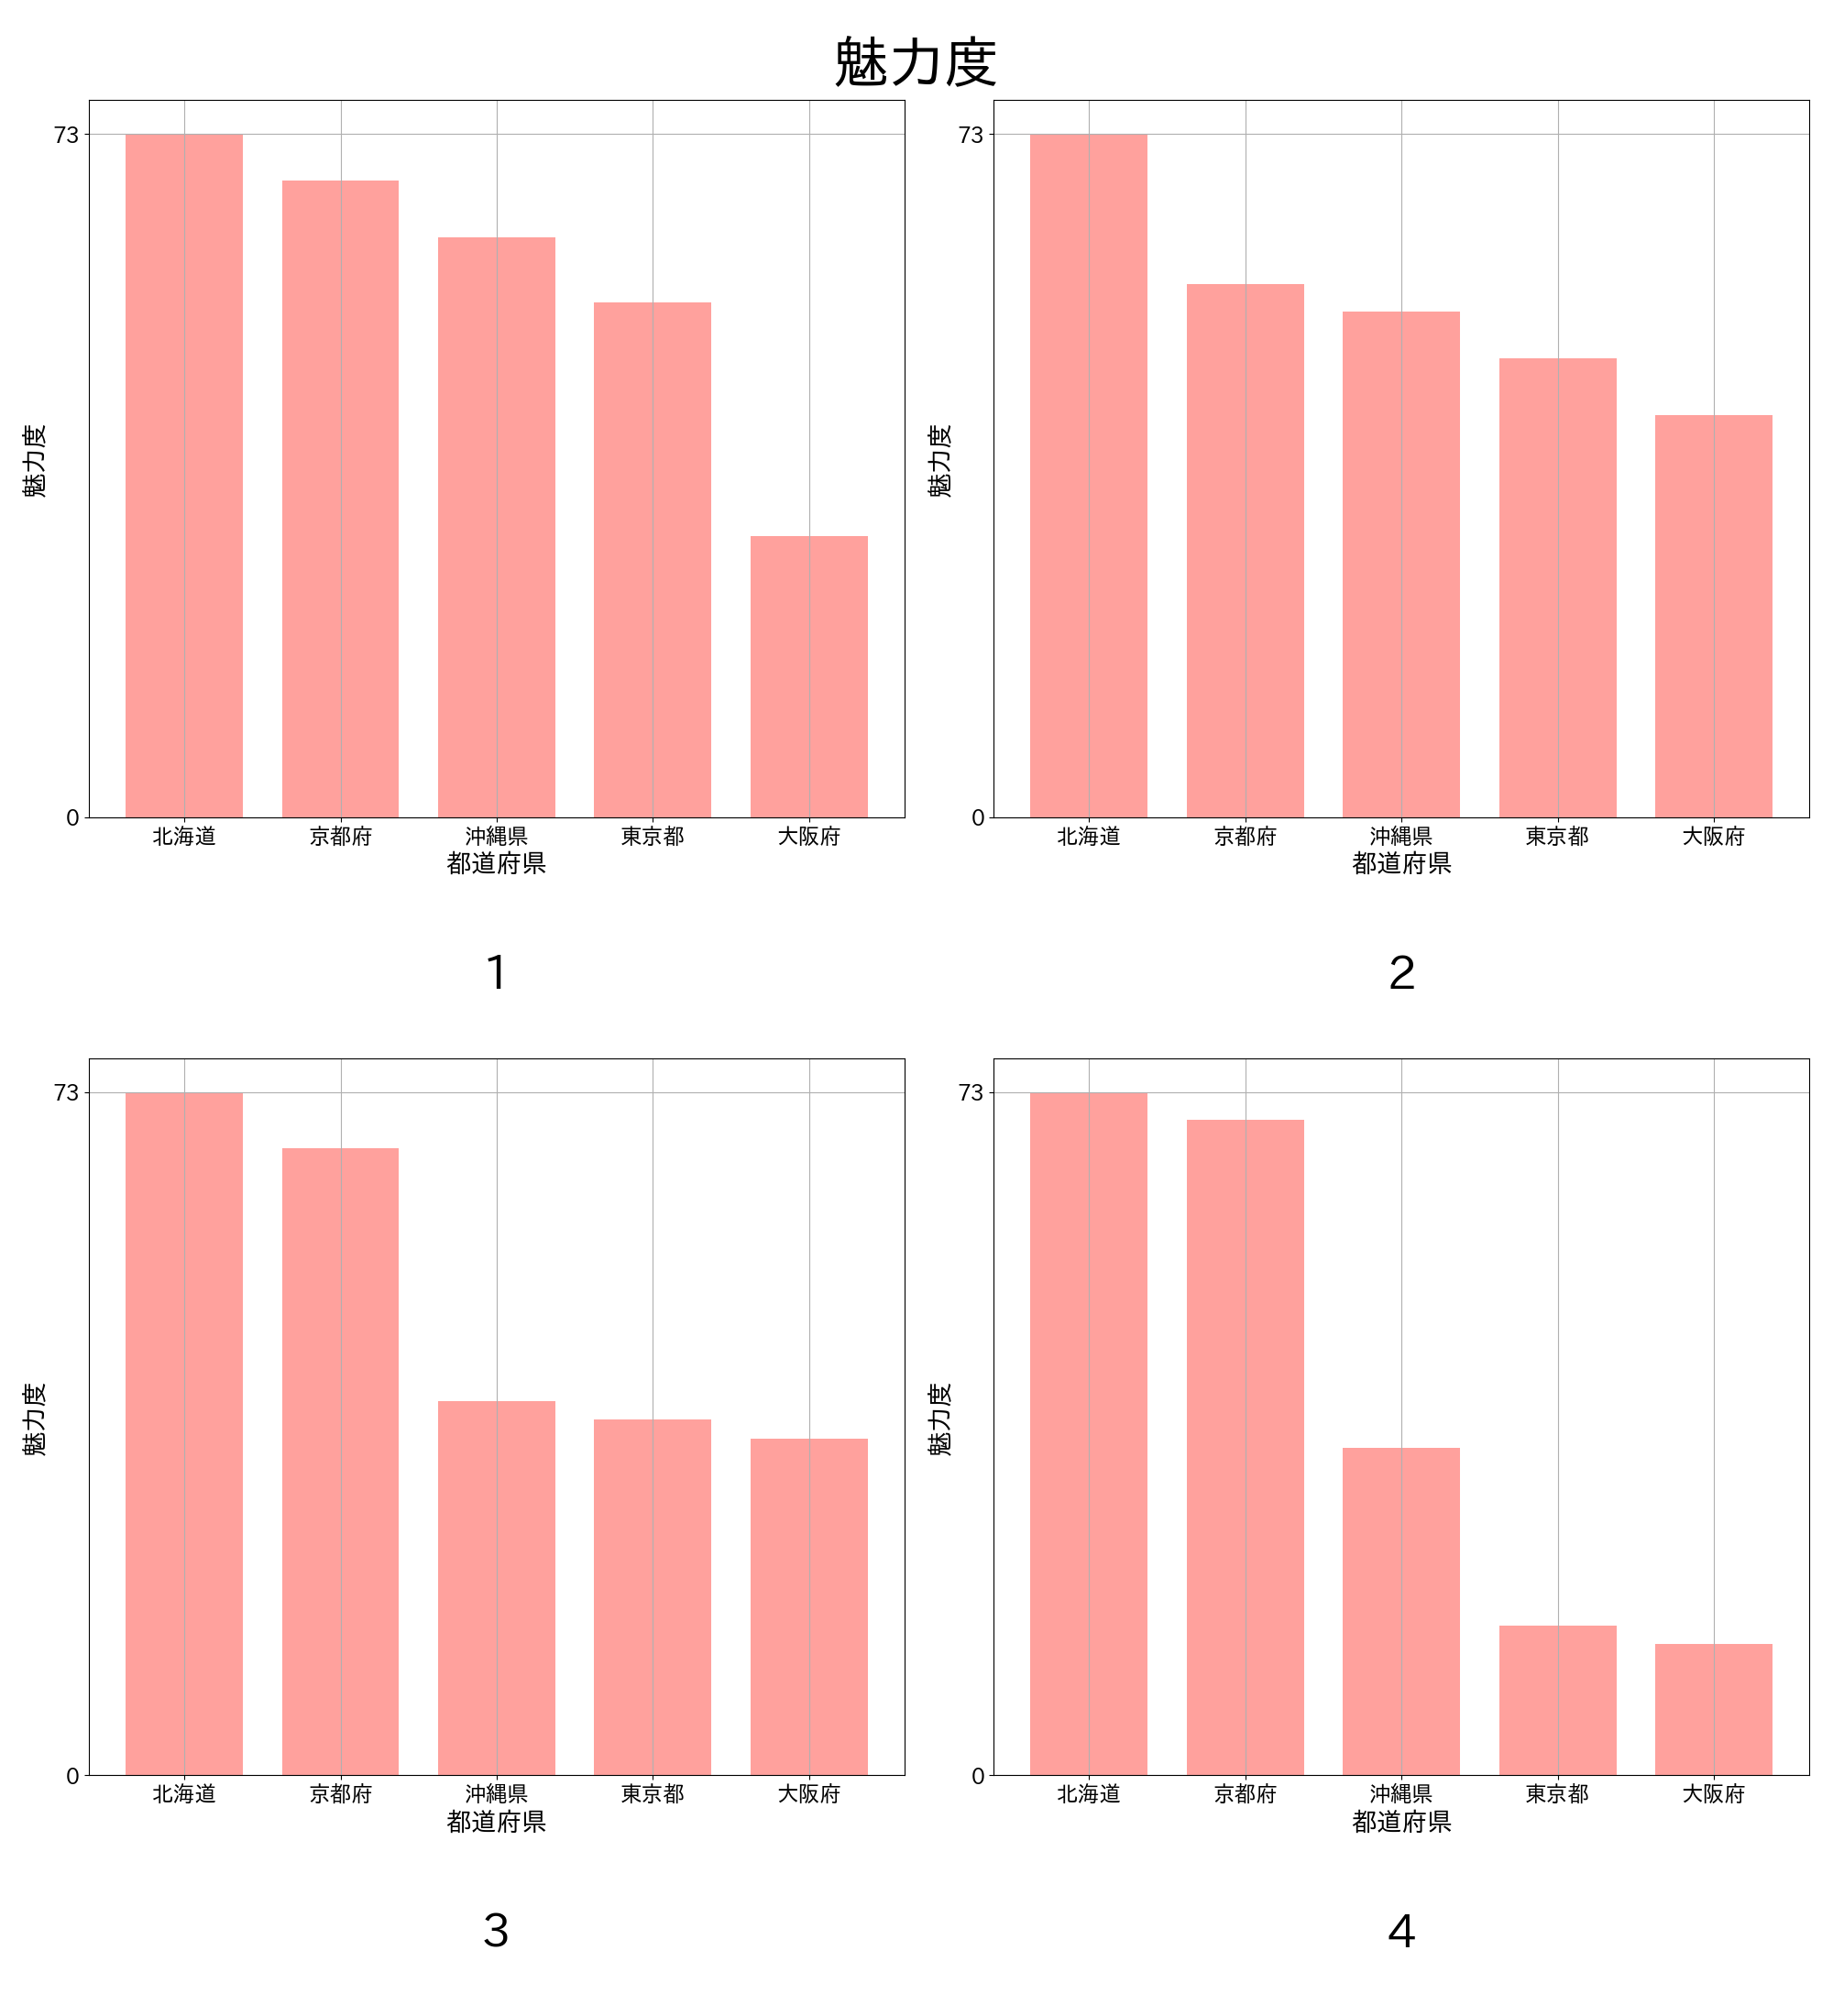 魅力度
73
0
魅力度
北海道 京都府 沖縄県 東京都 大阪府
都道府県
1
73
0
魅力度
北海道 京都府 沖縄県 東京都 大阪府
都道府県
2
73
0
魅力度
北海道 京都府 沖縄県 東京都 大阪府
都道府県
3
73
0
魅力度
北海道 京都府 沖縄県 東京都 大阪府
都道府県
4